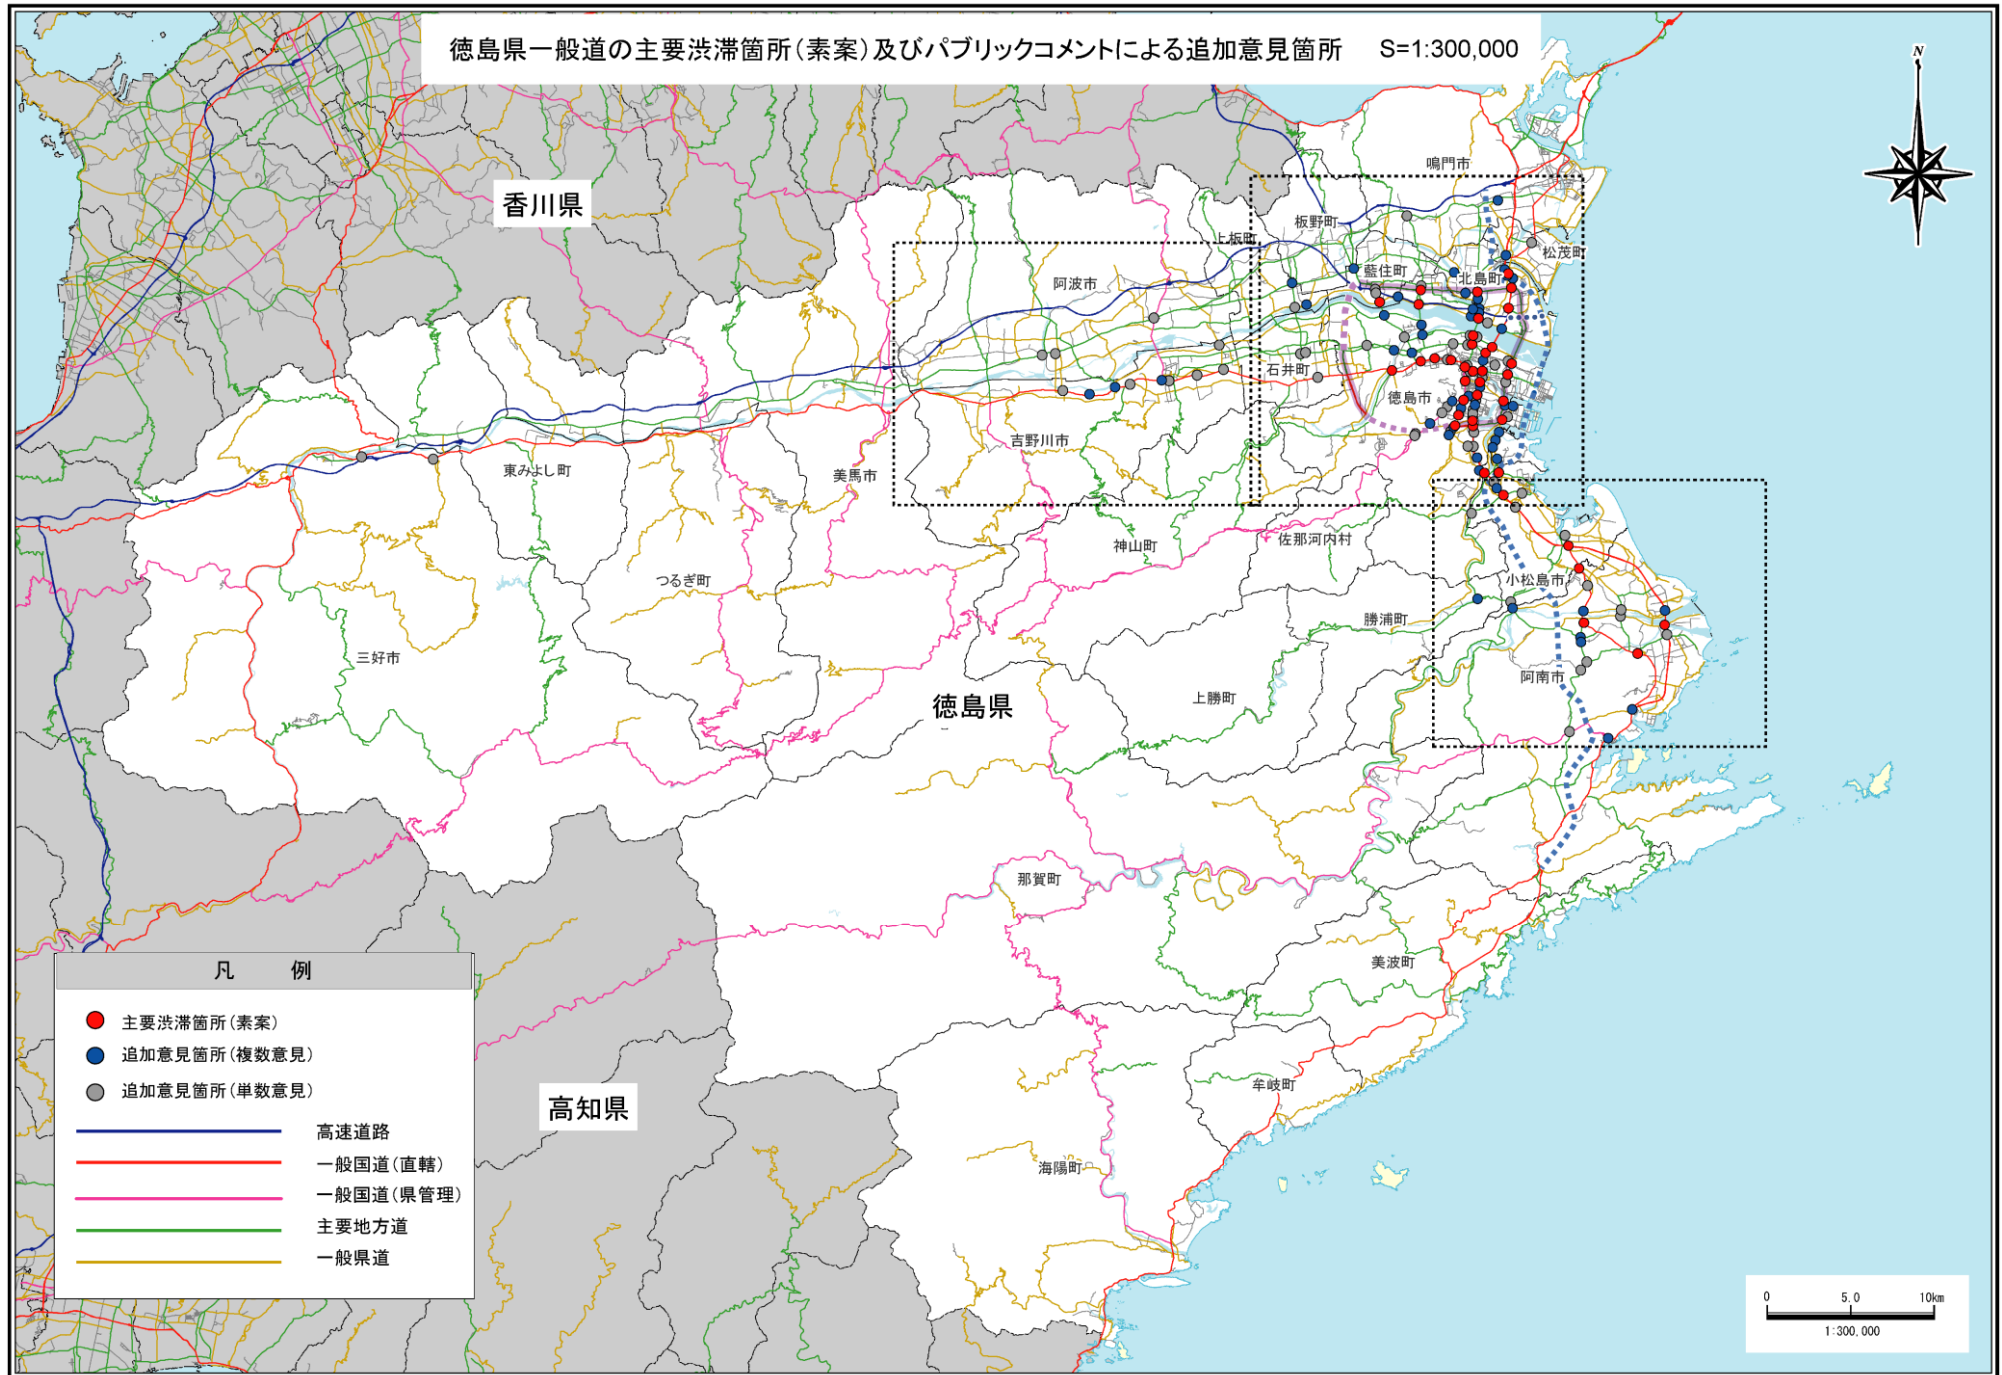 徳島県一般道の主要渋滞箇所(素案)及びパブリックコメントによる追加意見箇所 S=1:300,000
N
鳴門市
香川県
板野町
上板町
松茂町
藍住町
北島町
阿波市
石井町
徳島市
吉野川市
東みよし町
美馬市
神山町
佐那河内村
つるぎ町
小松島市
勝浦町
三好市
阿南市
上勝町
徳島県
那賀町
美波町
凡 例
主要渋滞箇所(素案)
追加意見箇所(複数意見)
追加意見箇所(単数意見)
高速道路
一般国道(直轄)
一般国道(県管理)
主要地方道
一般県道
高知県
牟岐町
海陽町
0 5.0 10km
1:300,000